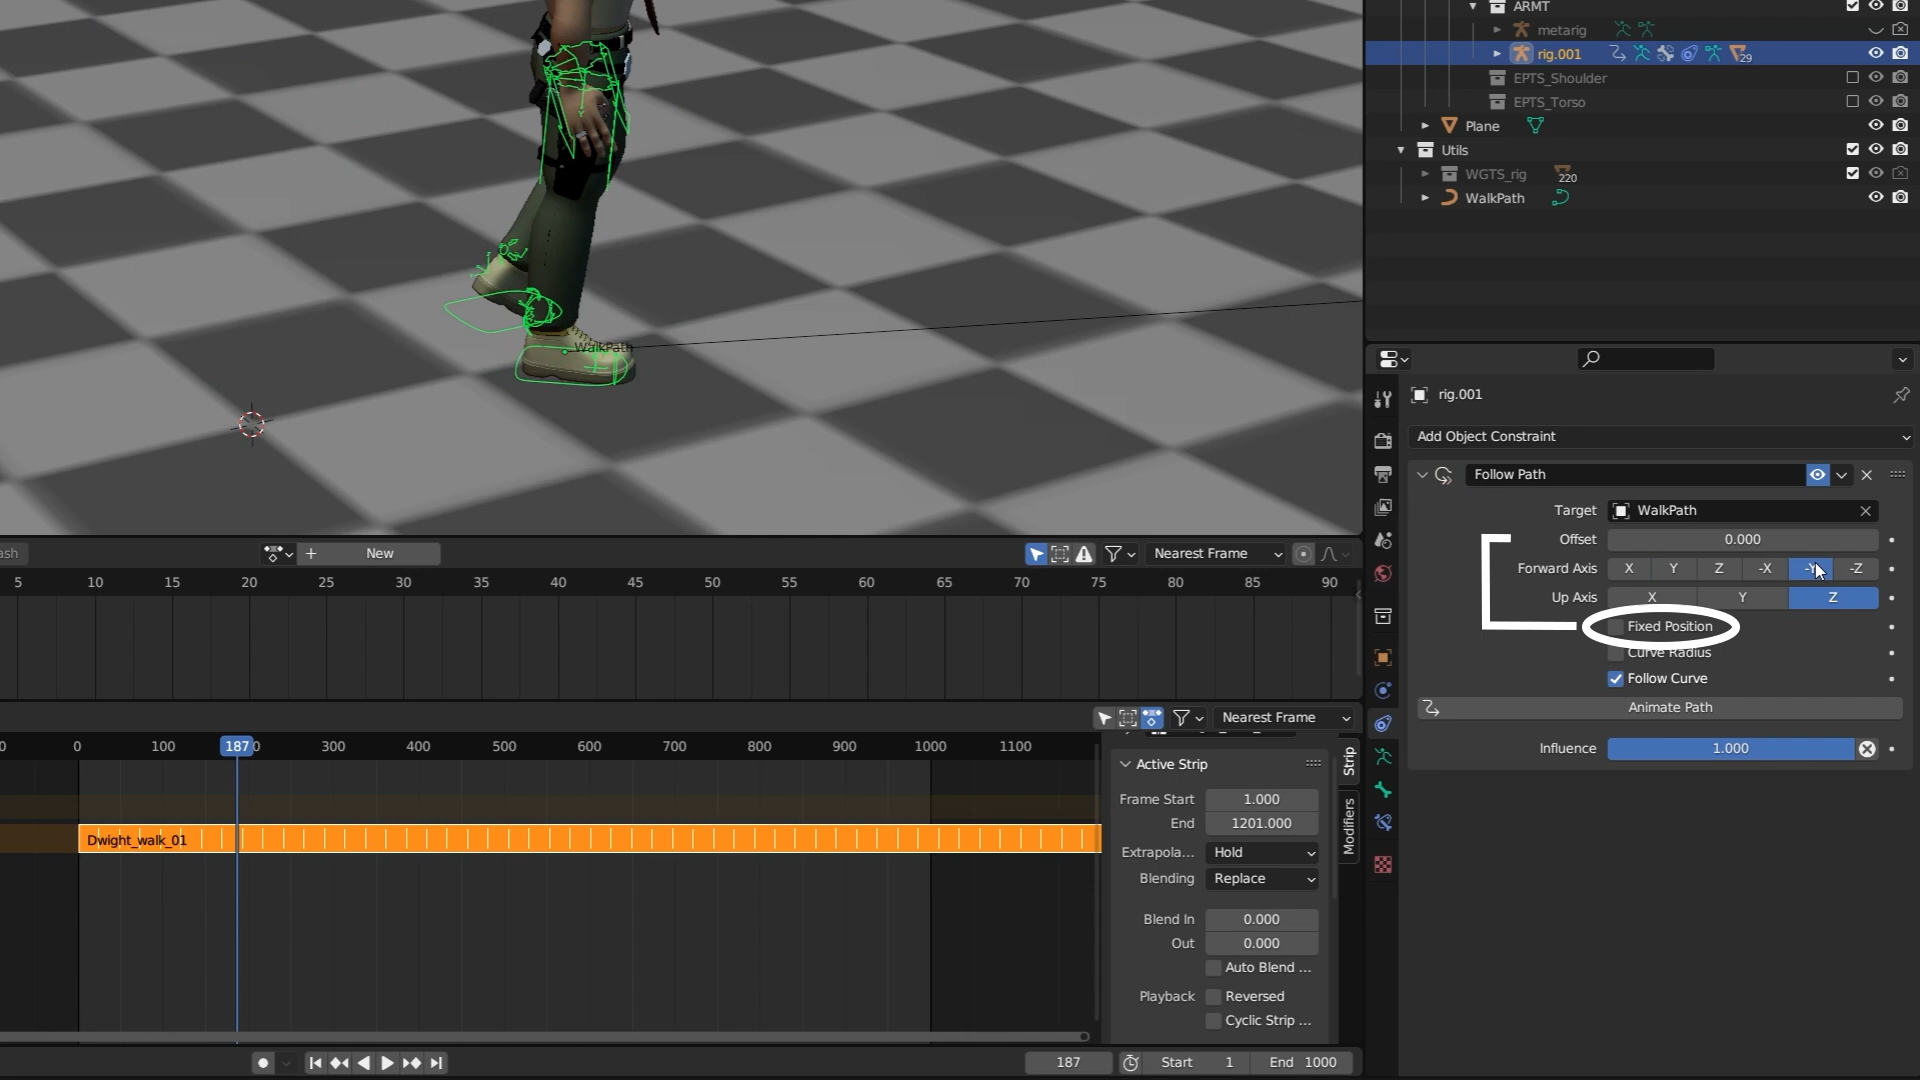 ARMT
metarig
rig.001
29
EPTS_Shoulder
EPTS_Torso
Plane
Utils
WGTS_rig
220
WalkPath
WalkPath
rig.001
Add Object Constraint
Follow Path
Target
WalkPath
Offset
0.000
Forward Axis
X
Y
Z
-X
-Y
-Z
Up Axis
X
Y
Z
Fixed Position
Curve Radius
Follow Curve
Animate Path
Influence
1.000
ash
New
Nearest Frame
5 10 15 20 25 30 35 40 45 50 55 60 65 70 75 80 85 90
Nearest Frame
0 0 100 187 0 300 400 500 600 700 800 900 1000 1100
Dwight_walk_01
Active Strip
Frame Start
1.000
End
1201.000
Extrapola...
Hold
Blending
Replace
Blend In
0.000
Out
0.000
Auto Blend ...
Playback
Reversed
Cyclic Strip ...
Strip
Modifiers
187
Start
1
End
1000